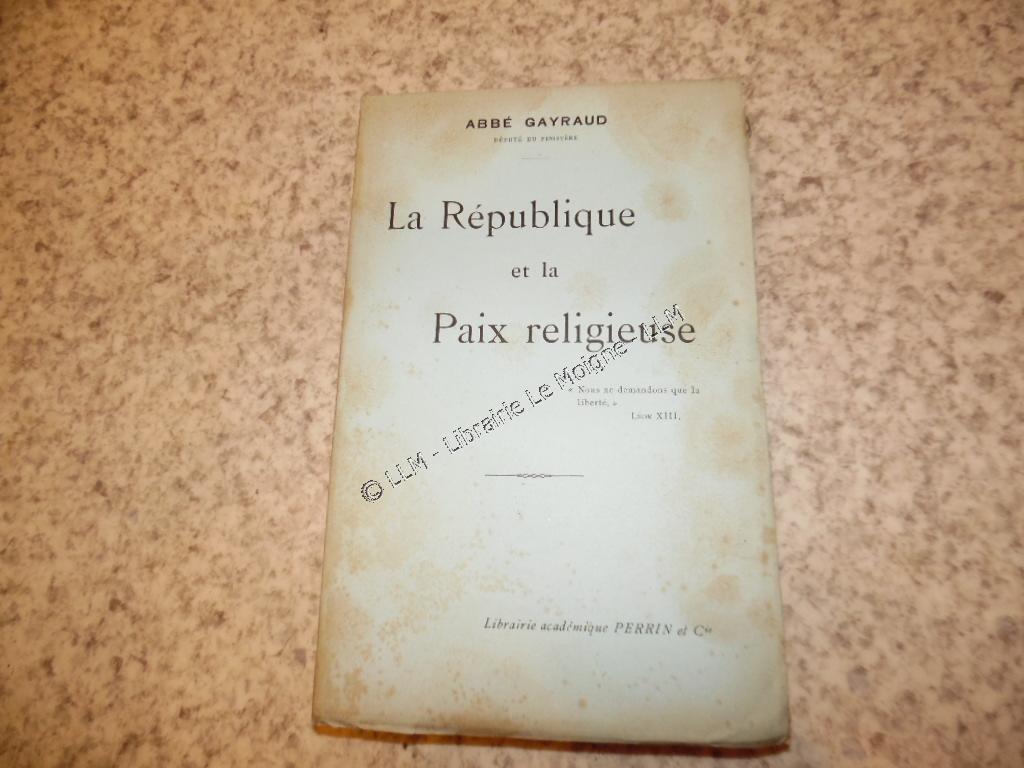 ABBÉ GAYRAUD
DÉPUTÉ DU FINISTÈRE
La République
et la
Paix religieuse
« Nous ne demandons que la
liberté. »
LÉON XIII.
© LLM - Librairie Le Moigne - LLM
Librairie académique PERRIN et Cie